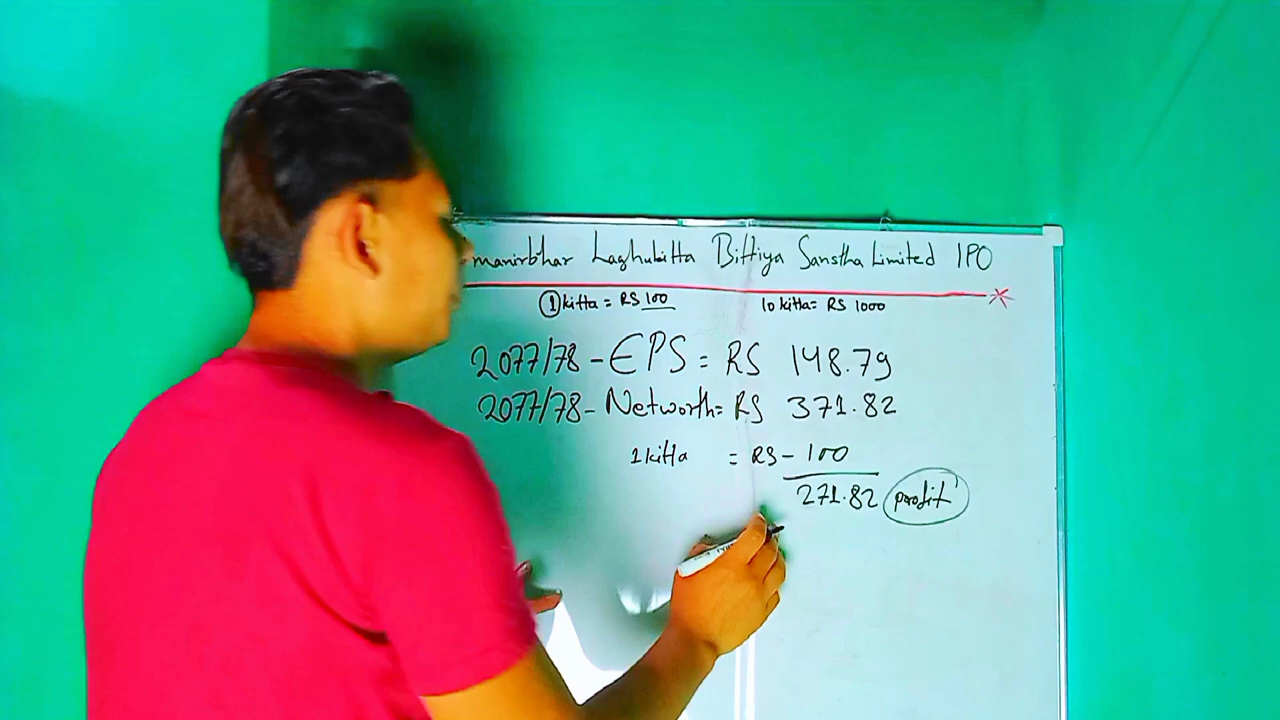 manirbhar Laghubitta Bittiya Sanstha Limited IPO
1 kitta = RS 100 10 kitta= RS 1000
2077/78 - EPS = RS 148.79
2077/78 - Networth= RS 371.82
1 kitta = RS - 100
271.82 profit